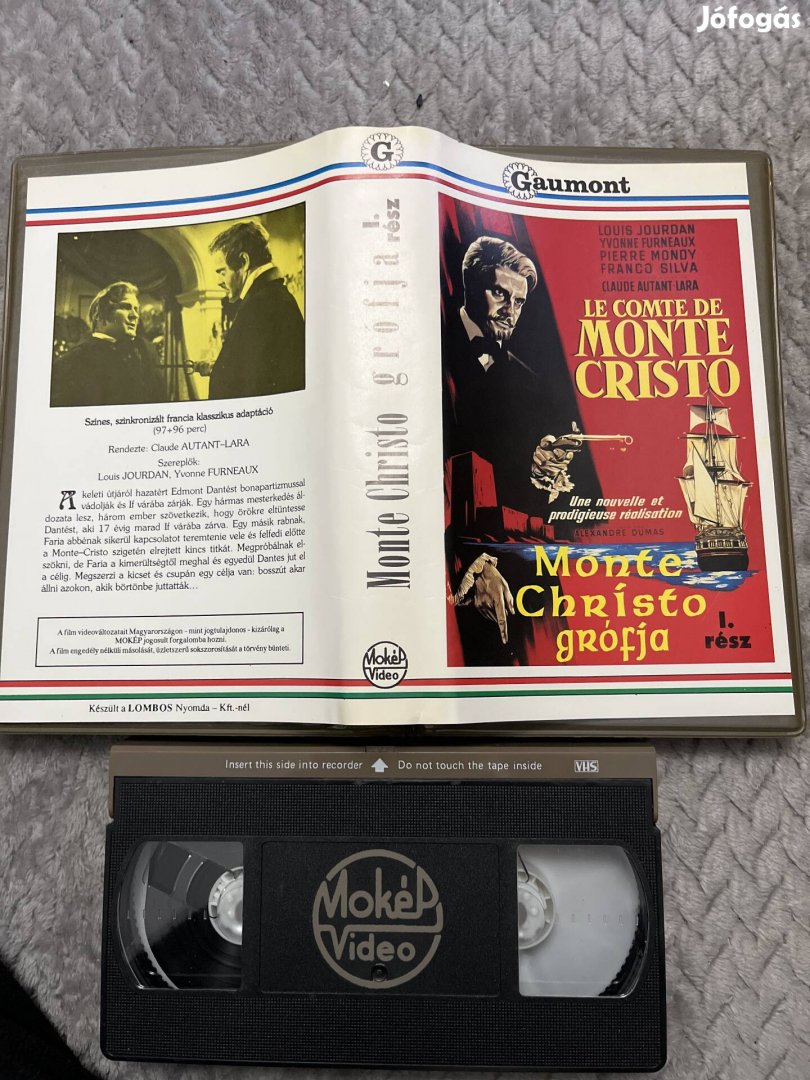 Jófogás
G
Gaumont
LOUIS JOURDAN
YVONNE FURNEAUX
PIERRE MONDY
FRANCO SILVA
CLAUDE AUTANT-LARA
LE COMTE DE
MONTE
CRISTO
Une nouvelle et
prodigieuse réalisation
ALEXANDRE DUMAS
Monte
Christo
grófja
I.
rész
Monte Christo grófja I. rész
Mokép
Video
Színes, szinkronizált francia klasszikus adaptáció
(97+96 perc)
Rendezte: Claude AUTANT-LARA
Szereplők:
Louis JOURDAN, Yvonne FURNEAUX
A keleti útjáról hazatért Edmont Dantést bonapartizmussal
vádolják és If várába zárják. Egy hármas mesterkedés ál-
dozata lesz, három ember szövetkezik, hogy örökre eltüntesse
Dantést, aki 17 évig marad If várába zárva. Egy másik rabnak,
Faria abbénak sikerül kapcsolatot teremtenie vele és felfedi előtte
a Monte-Cristo szigetén elrejtett kincs titkát. Megpróbálnak el-
szökni, de Faria a kimerültségtől meghal és egyedül Dantes jut el
a célig. Megszerzi a kicset és csupán egy célja van: bosszút akar
állni azokon, akik börtönbe juttatták...
A film videováltozatait Magyarországon - mint jogtulajdonos - kizárólag a
MOKÉP jogosult forgalomba hozni.
A film engedély nélküli másolását, üzletszerű sokszorosítását a törvény bünteti.
Készült a LOMBOS Nyomda - Kft.-nél
Insert this side into recorder Do not touch the tape inside VHS
Mokép
Video